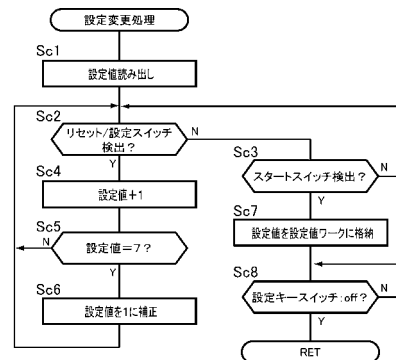 設定変更処理
Sc1
設定値読み出し
Sc2
リセット/設定スイッチ
検出?
N
Y
Sc3
スタートスイッチ検出?
N
Y
Sc4
設定値+1
Sc5
設定値=7?
N
Y
Sc7
設定値を設定値ワークに格納
Sc6
設定値を1に補正
Sc8
設定キースイッチ:off?
N
Y
RET